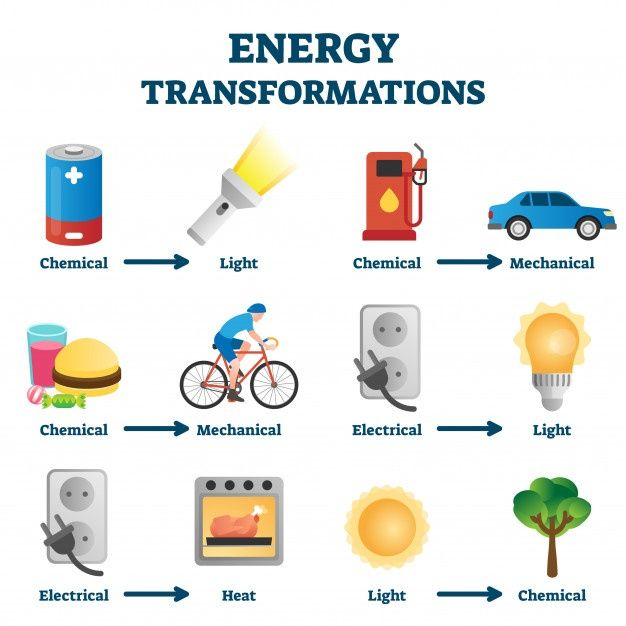 ENERGY
TRANSFORMATIONS
Chemical Light
Chemical Mechanical
Chemical Mechanical
Electrical Light
Electrical Heat
Light Chemical